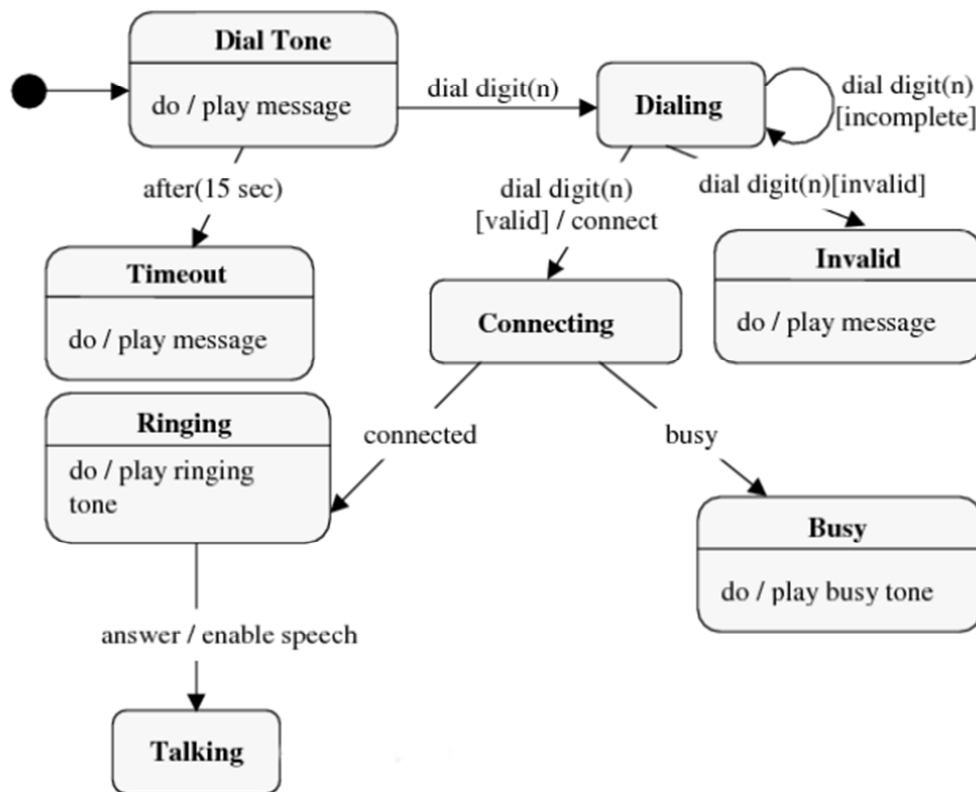 Dial Tone
do / play message
dial digit(n)
Dialing
dial digit(n)
[incomplete]
after(15 sec)
dial digit(n)
[valid] / connect
dial digit(n)[invalid]
Timeout
do / play message
Connecting
Invalid
do / play message
Ringing
do / play ringing
tone
connected
busy
Busy
do / play busy tone
answer / enable speech
Talking